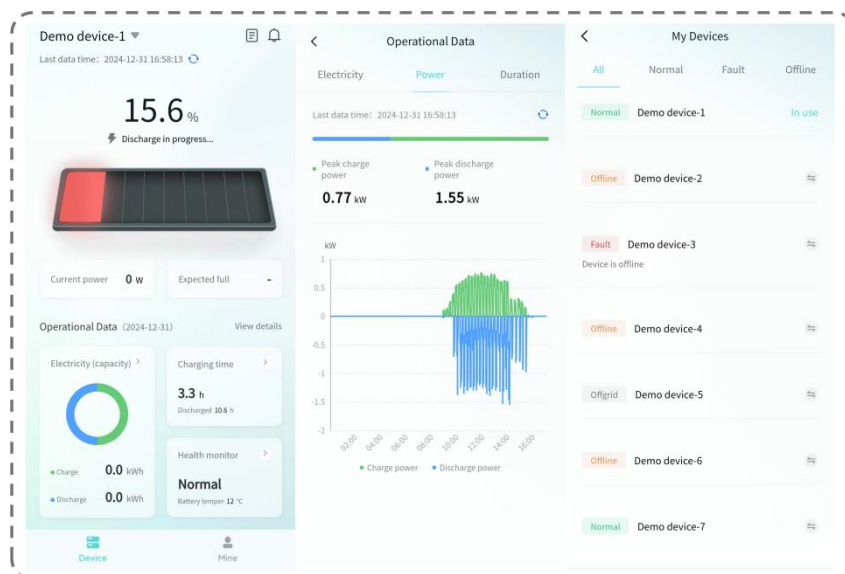 Demo device-1
Last data time: 2024-12-31 16:58:13
15.6 %
Discharge in progress...
Current power 0 W
Expected full -
Operational Data (2024-12-31) View details
Electricity (capacity) >
Charge 0.0 kWh
Discharge 0.0 kWh
Charging time >
3.3 h
Discharged 10.6 h
Health monitor >
Normal
Battery temper 12 °C
Device
Mine
Operational Data
Electricity Power Duration
Last data time: 2024-12-31 16:58:13
Peak charge
power
0.77 kW
Peak discharge
power
1.55 kW
kW
1
0.5
0
-0.5
-1
-1.5
-2
02:00 04:00 06:00 08:00 10:00 12:00 14:00 16:00
Charge power Discharge power
My Devices
All Normal Fault Offline
Normal Demo device-1 In use
Offline Demo device-2
Fault Demo device-3
Device is offline
Offline Demo device-4
Offgrid Demo device-5
Offline Demo device-6
Normal Demo device-7